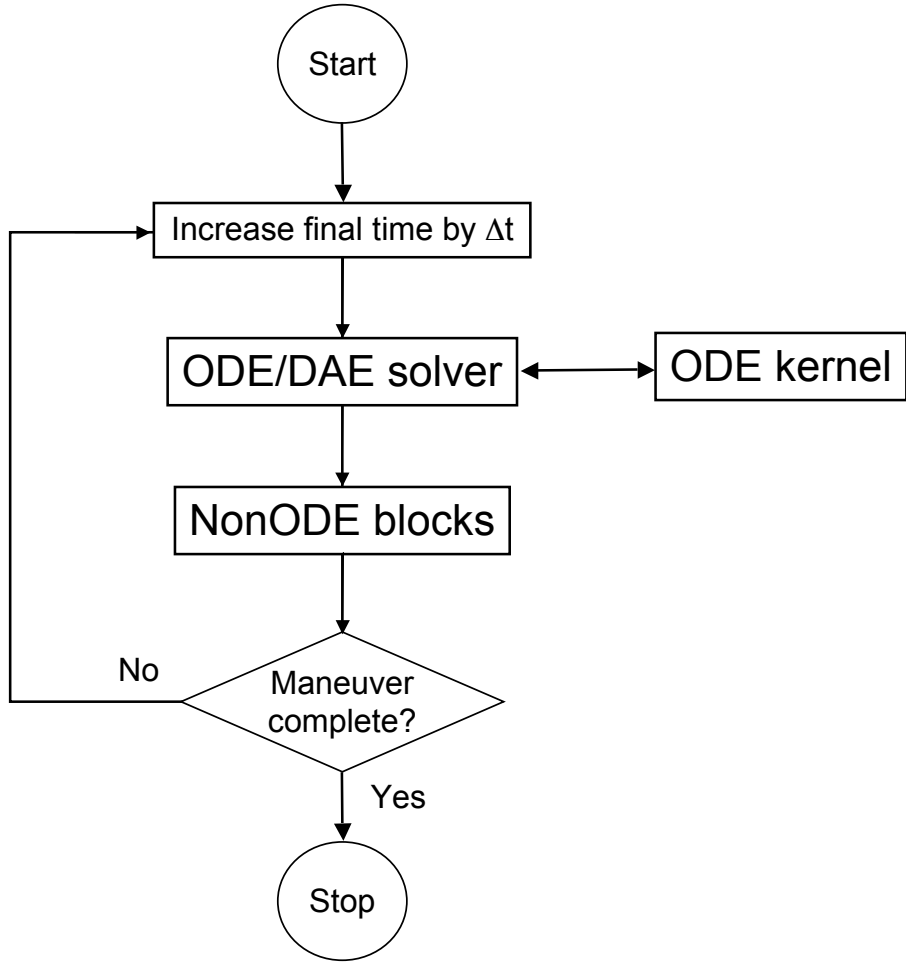 Start
Increase final time by Δt
ODE/DAE solver
ODE kernel
NonODE blocks
No
Maneuver
complete?
Yes
Stop